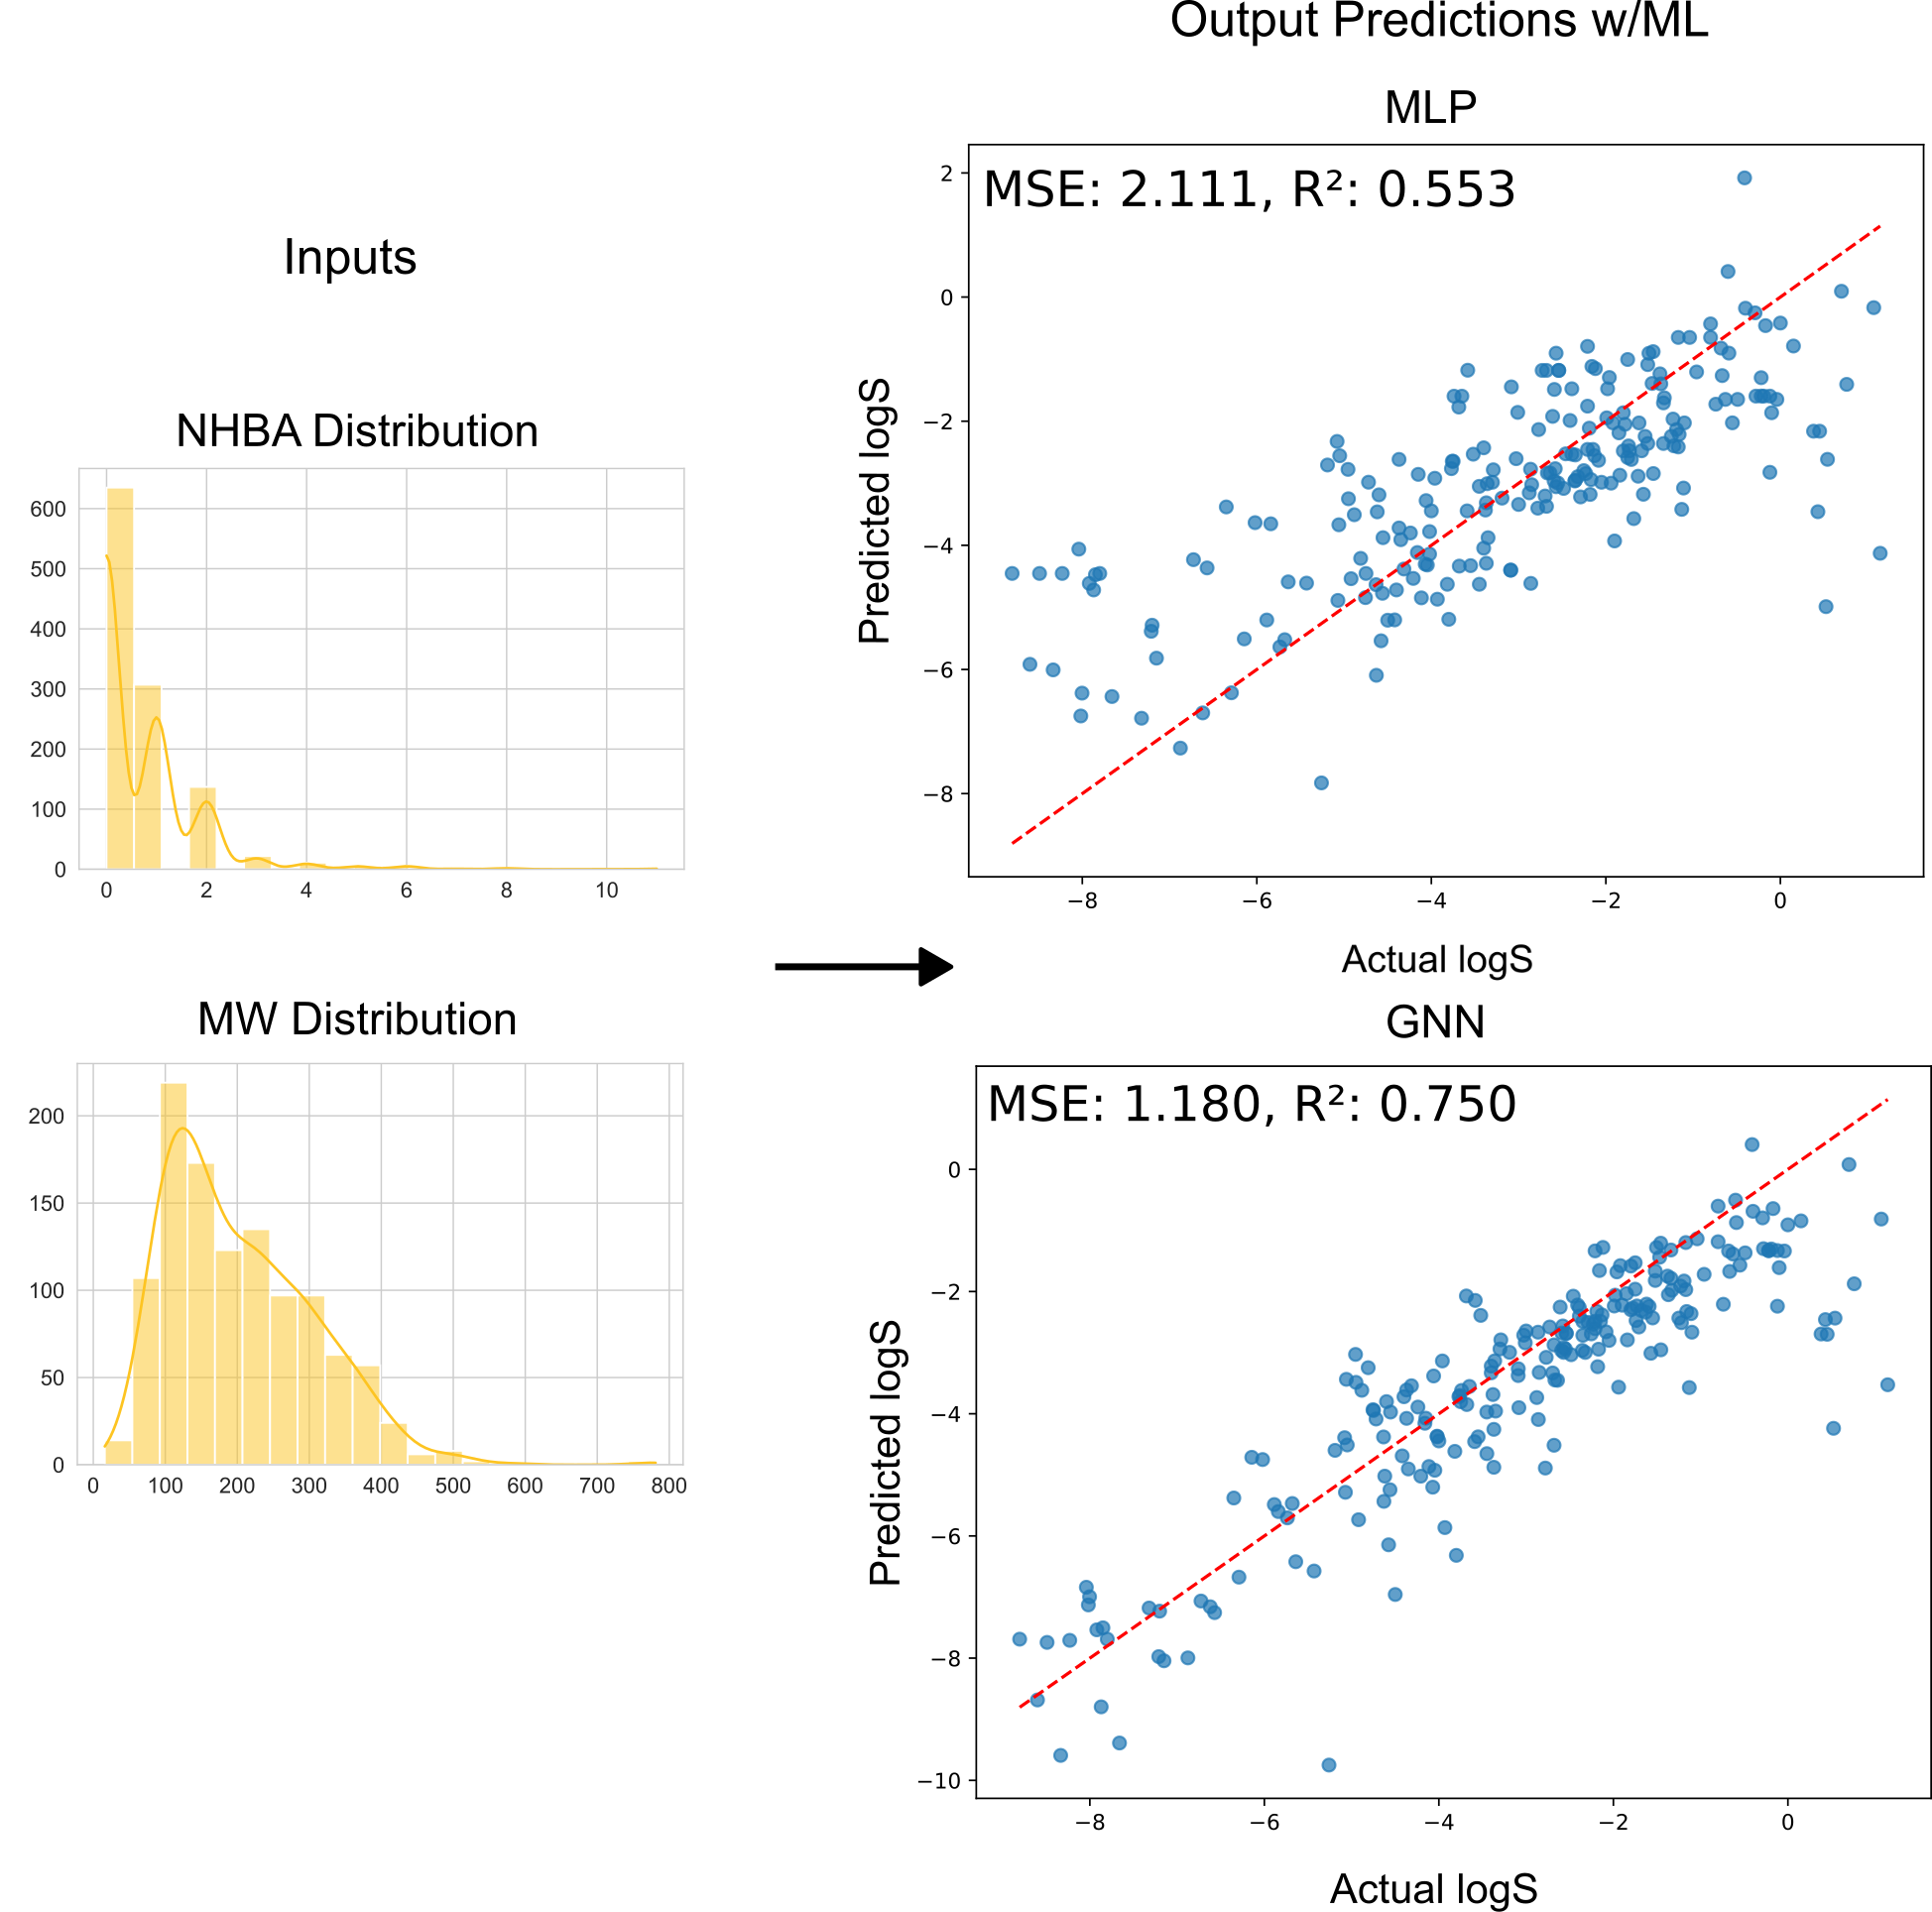 Output Predictions w/ML
Inputs
NHBA Distribution
600
500
400
300
200
100
0
0 2 4 6 8 10
MW Distribution
200
150
100
50
0
0 100 200 300 400 500 600 700 800
MLP
MSE: 2.111, R²: 0.553
Predicted logS
2
0
−2
−4
−6
−8
−8 −6 −4 −2 0
Actual logS
GNN
MSE: 1.180, R²: 0.750
Predicted logS
0
−2
−4
−6
−8
−10
−8 −6 −4 −2 0
Actual logS